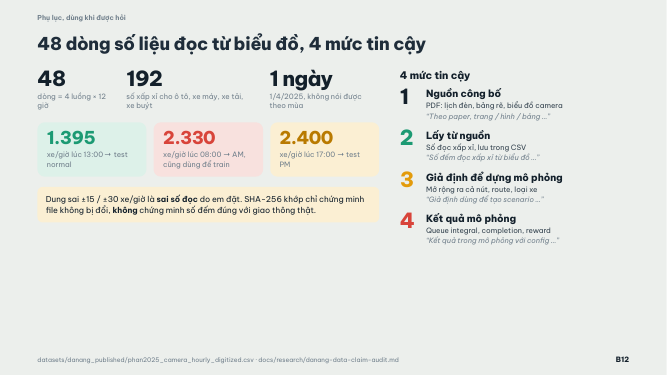 Phụ lục, dùng khi được hỏi
48 dòng số liệu đọc từ biểu đồ, 4 mức tin cậy
48
dòng = 4 luồng × 12
giờ
192
số xấp xỉ cho ô tô, xe máy, xe tải,
xe buýt
1 ngày
1/4/2025, không nói được
theo mùa
1.395
xe/giờ lúc 13:00 → test
normal
2.330
xe/giờ lúc 08:00 → AM,
cũng dùng để train
2.400
xe/giờ lúc 17:00 → test
PM
Dung sai ±15 / ±30 xe/giờ là sai số đọc do em đặt. SHA-256 khớp chỉ chứng minh
file không bị đổi, không chứng minh số đếm đúng với giao thông thật.
4 mức tin cậy
1
Nguồn công bố
PDF: lịch đèn, bảng rẽ, biểu đồ camera
"Theo paper, trang / hình / bảng …"
2
Lấy từ nguồn
Số đọc xấp xỉ, lưu trong CSV
"Số đếm đọc xấp xỉ từ biểu đồ …"
3
Giả định để dựng mô phỏng
Mở rộng ra cả nút, route, loại xe
"Giả định dùng để tạo scenario …"
4
Kết quả mô phỏng
Queue integral, completion, reward
"Kết quả trong mô phỏng với config …"
datasets/danang_published/phan2025_camera_hourly_digitized.csv · docs/research/danang-data-claim-audit.md
B12